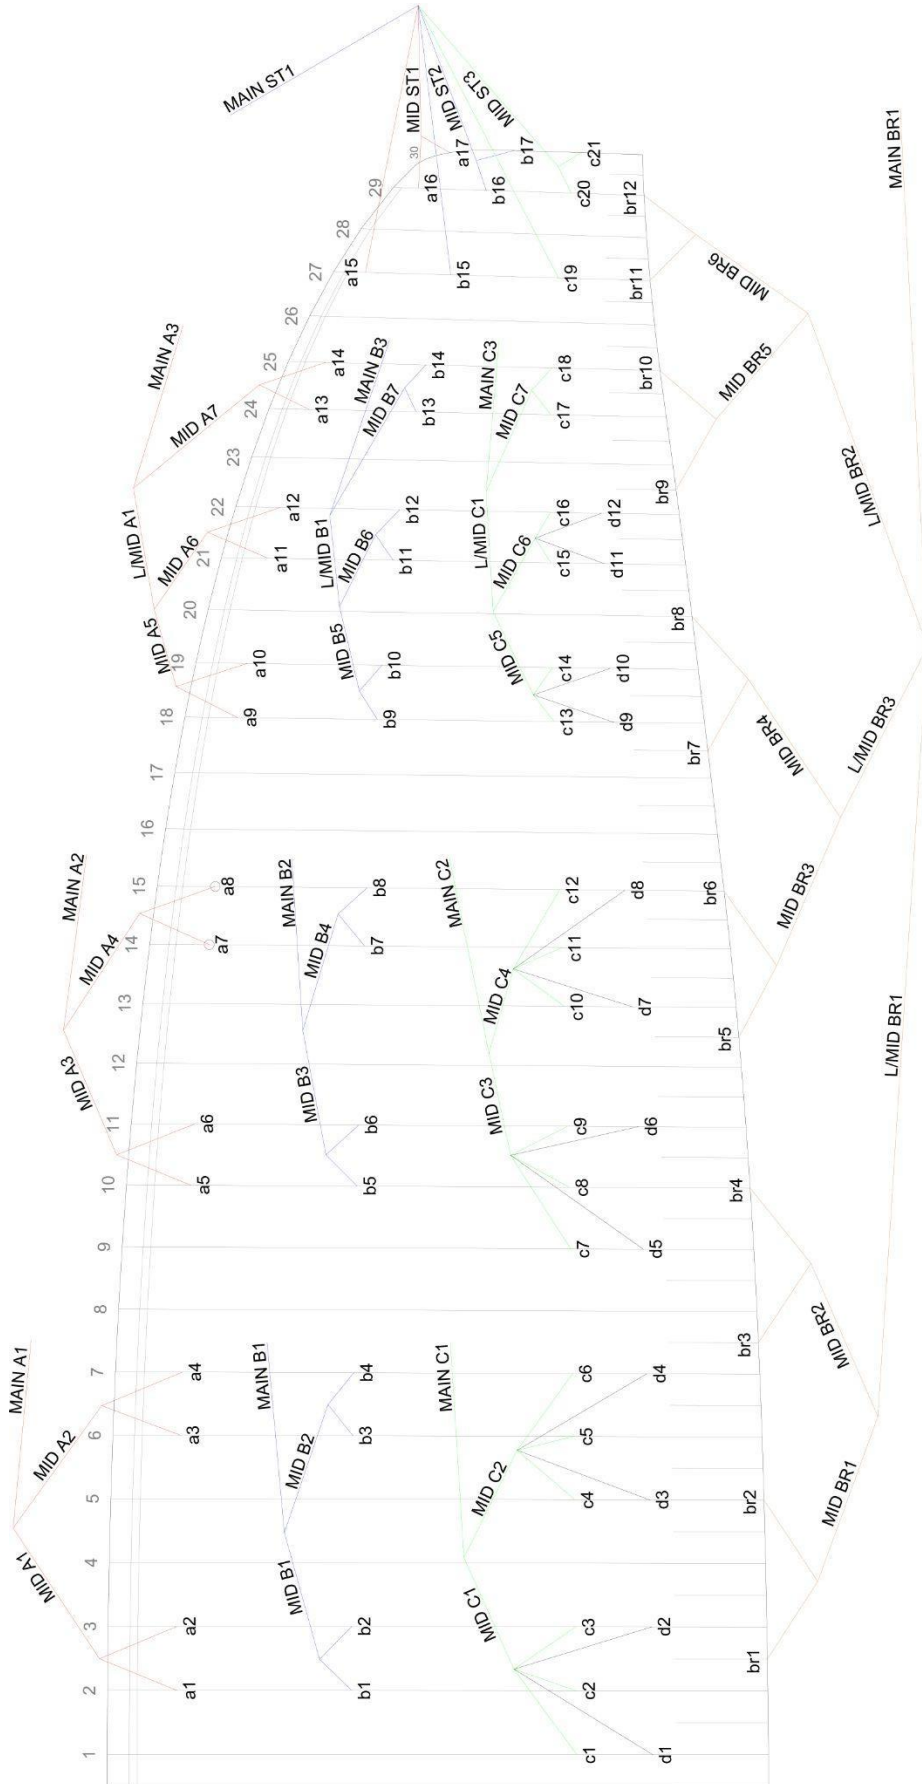 MAIN A1
MID A1
MID A2
MAIN A2
MID A3
MID A4
MAIN A3
L/MID A1
MID A5
MID A6
MID A7
MAIN ST1
1
2
3
4
5
6
7
8
9
10
11
12
13
14
15
16
17
18
19
20
21
22
23
24
25
26
27
28
29
30
a1
a2
a3
a4
a5
a6
a7
a8
a9
a10
a11
a12
a13
a14
a15
a16
a17
MID ST1
MID ST2
MID ST3
MAIN B1
MID B1
MID B2
MAIN B2
MID B3
MID B4
MAIN B3
L/MID B1
MID B5
MID B6
MID B7
b1
b2
b3
b4
b5
b6
b7
b8
b9
b10
b11
b12
b13
b14
b15
b16
b17
MAIN C1
MID C1
MID C2
MAIN C2
MID C3
MID C4
MAIN C3
L/MID C1
MID C5
MID C6
MID C7
c1
c2
c3
c4
c5
c6
c7
c8
c9
c10
c11
c12
c13
c14
c15
c16
c17
c18
c19
c20
c21
d1
d2
d3
d4
d5
d6
d7
d8
d9
d10
d11
d12
br1
br2
br3
br4
br5
br6
br7
br8
br9
br10
br11
br12
MID BR1
MID BR2
MID BR3
MID BR4
MID BR5
MID BR6
L/MID BR1
L/MID BR3
L/MID BR2
MAIN BR1